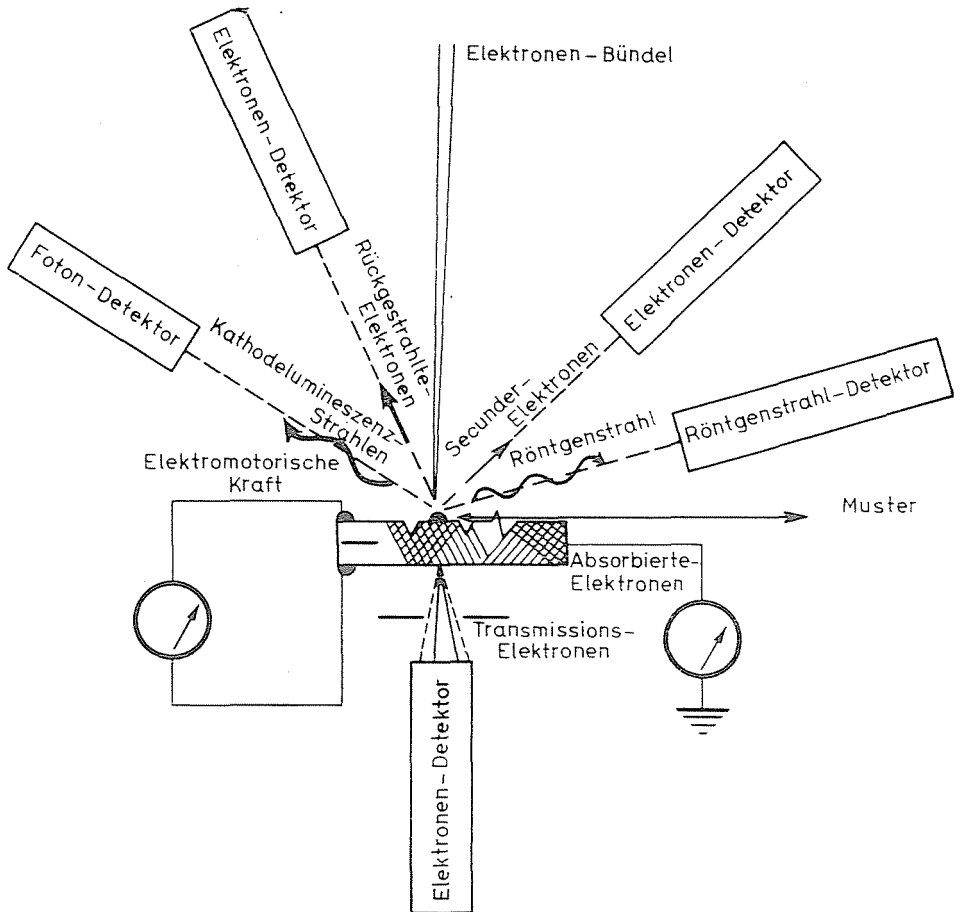 Elektronen-Bündel
Elektronen-Detektor
Foton-Detektor
Rückgestrahlte-
Elektronen
Kathodelumineszenz-
Strahlen
Secunder-
Elektronen
Elektronen-Detektor
Röntgenstrahl
Röntgenstrahl-Detektor
Elektromotorische
Kraft
Muster
Absorbierte-
Elektronen
Transmissions-
Elektronen
Elektronen-Detektor